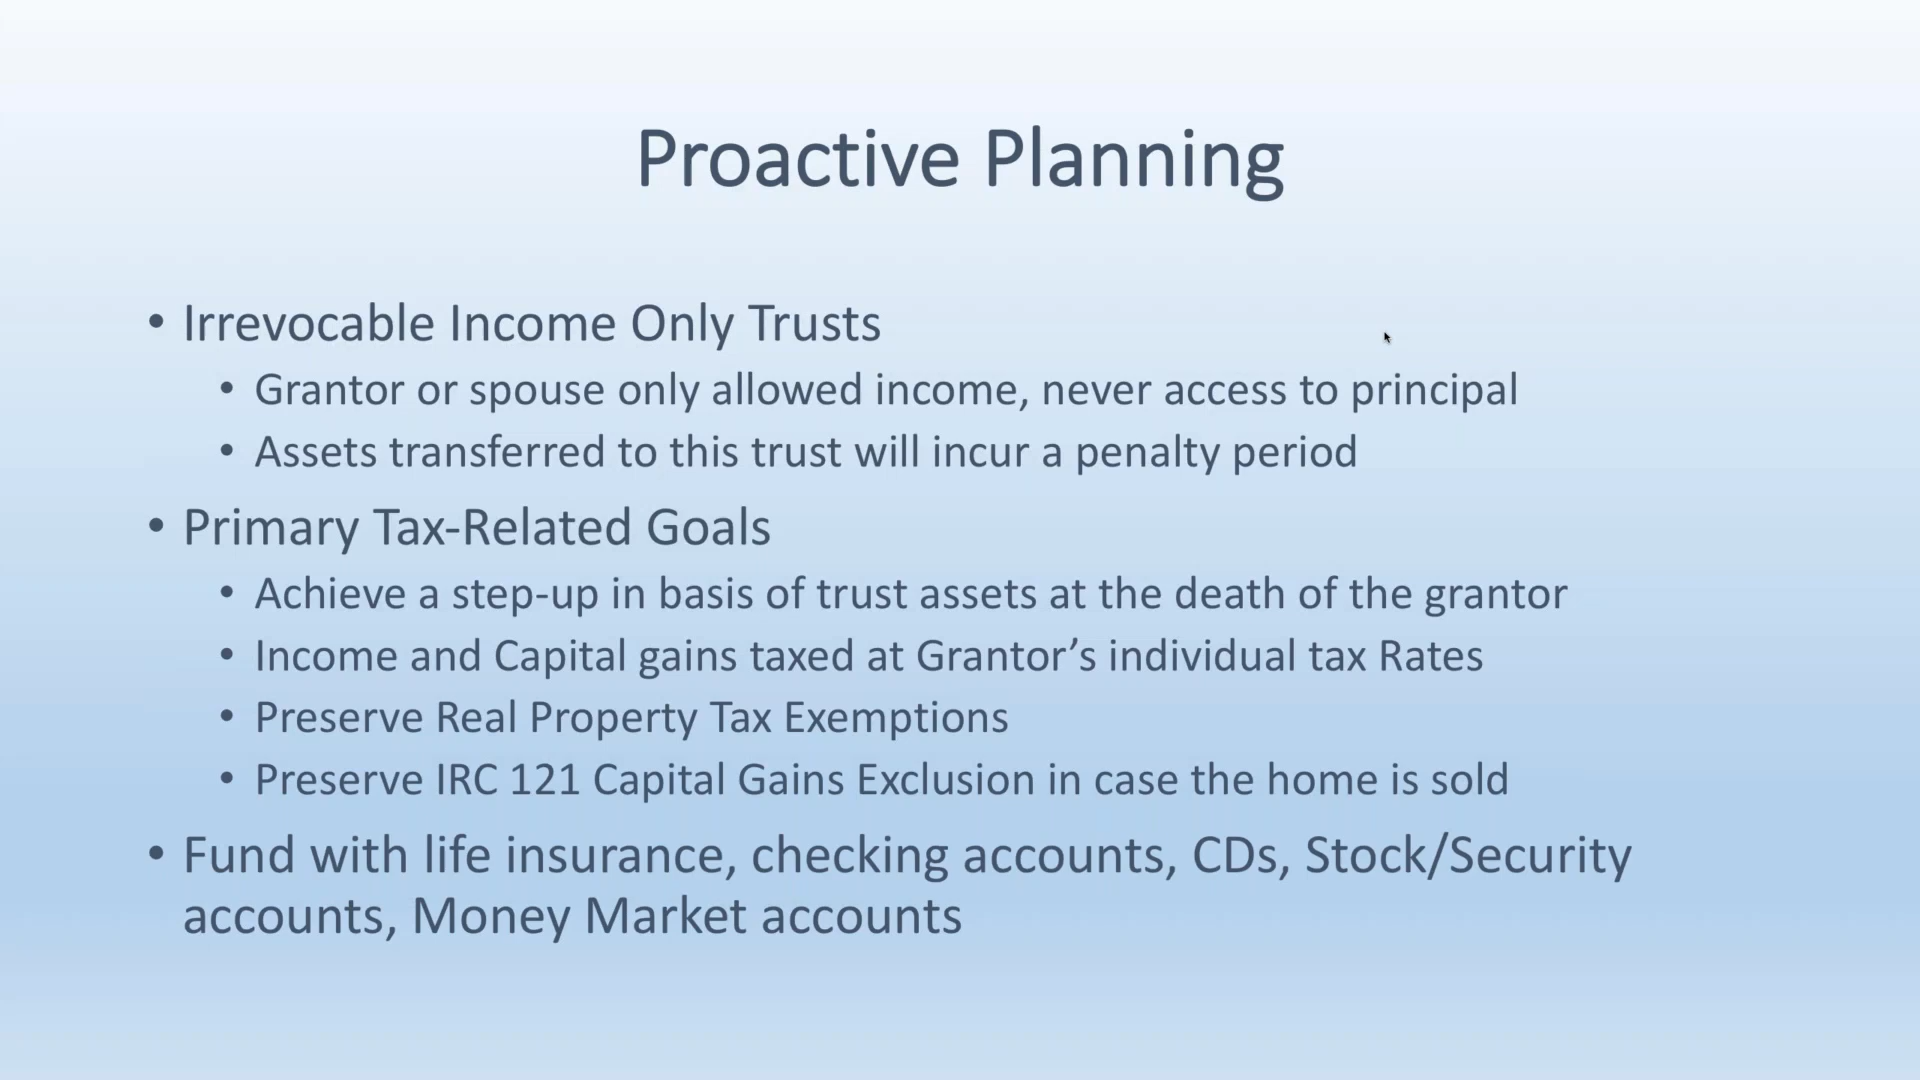 Proactive Planning
• Irrevocable Income Only Trusts
• Grantor or spouse only allowed income, never access to principal
• Assets transferred to this trust will incur a penalty period
• Primary Tax-Related Goals
• Achieve a step-up in basis of trust assets at the death of the grantor
• Income and Capital gains taxed at Grantor’s individual tax Rates
• Preserve Real Property Tax Exemptions
• Preserve IRC 121 Capital Gains Exclusion in case the home is sold
• Fund with life insurance, checking accounts, CDs, Stock/Security
accounts, Money Market accounts